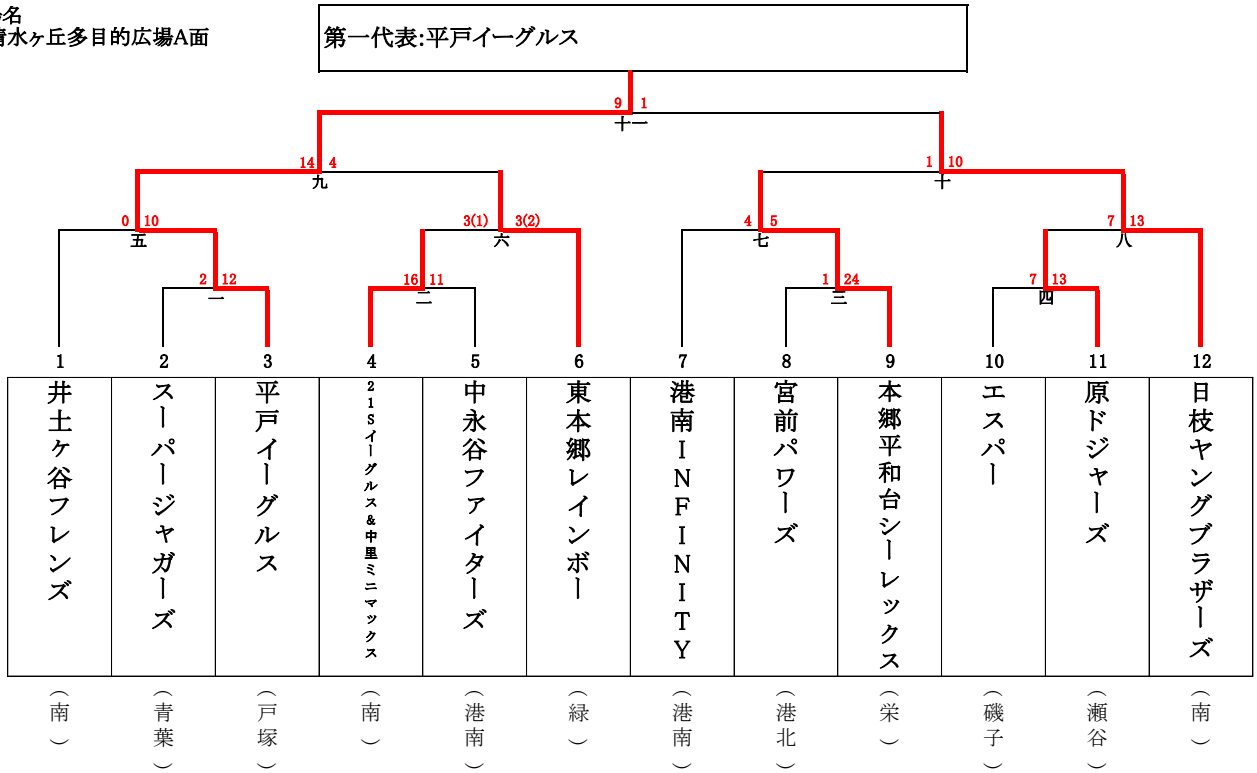 名
水ヶ丘多目的広場A面
第一代表:平戸イーグルス
9 1
十一
14 4
九
1 10
十
0 10
五
3(1) 3(2)
六
4 5
七
7 13
八
2 12
一
16 11
二
1 24
三
7 13
四
1 2 3 4 5 6 7 8 9 10 11 12
井土ヶ谷フレンズ
スーパージャガーズ
平戸イーグルス
21Sイーグルス&中里ミニマックス
中永谷ファイターズ
東本郷レインボー
港南INFINITY
宮前パワーズ
本郷平和台シーレックス
エスパー
原ドジャーズ
日枝ヤングブラザーズ
(南)
(青葉)
(戸塚)
(南)
(港南)
(緑)
(港南)
(港北)
(栄)
(磯子)
(瀬谷)
(南)